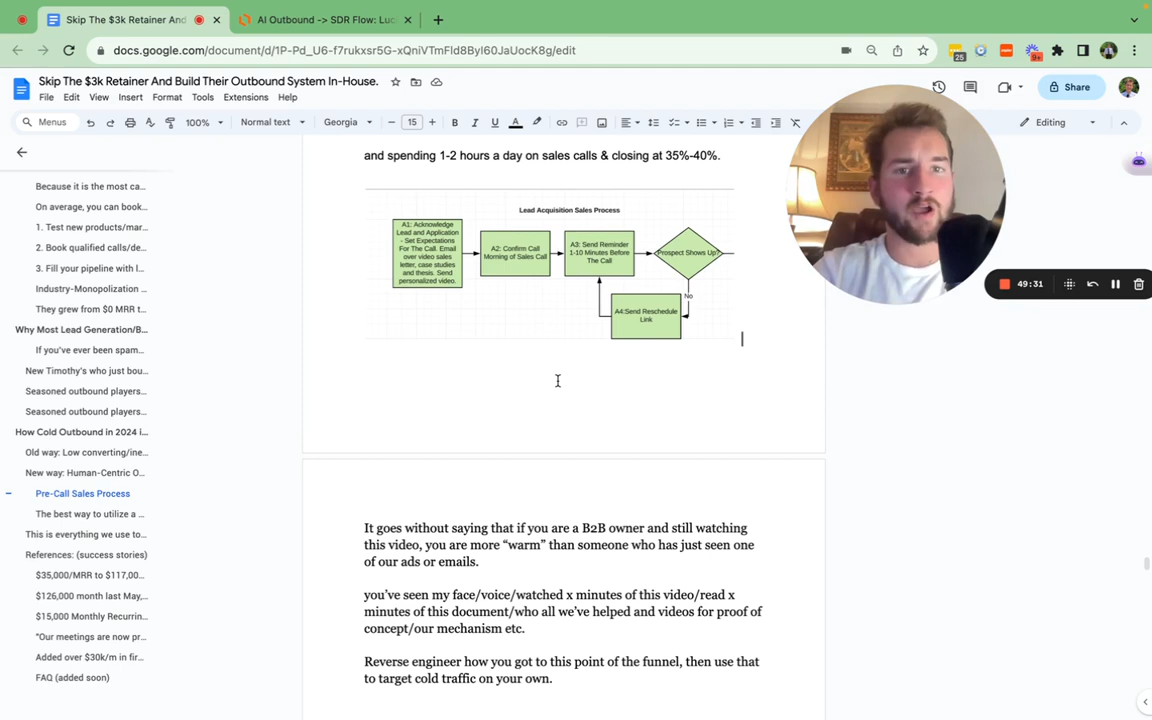 Skip The $3k Retainer And
AI Outbound -> SDR Flow: Luc
docs.google.com/document/d/1P-Pd_U6-f7rukxsr5G-xQniVTmFld8Byl60JaUocK8g/edit
25
9+
Skip The $3k Retainer And Build Their Outbound System In-House.
File Edit View Insert Format Tools Extensions Help
Share
Menus
100%
Normal text
Georgia
15
B I U A
Editing
Because it is the most ca...
On average, you can book...
1. Test new products/mar...
2. Book qualified calls/de...
3. Fill your pipeline with l...
Industry-Monopolization ...
They grew from $0 MRR t...
Why Most Lead Generation/B...
If you've ever been spam...
New Timothy's who just bou...
Seasoned outbound players...
Seasoned outbound players...
How Cold Outbound in 2024 i...
Old way: Low converting/ine...
New way: Human-Centric O...
Pre-Call Sales Process
The best way to utilize a ...
This is everything we use to...
References: (success stories)
$35,000/MRR to $117,00...
$126,000 month last May,...
$15,000 Monthly Recurrin...
"Our meetings are now pr...
Added over $30k/m in fir...
FAQ (added soon)
and spending 1-2 hours a day on sales calls & closing at 35%-40%.
Lead Acquisition Sales Process
A1: Acknowledge
Lead and Application
- Set Expectations
For The Call. Email
over video sales
letter, case studies
and thesis. Send
personalized video.
A2: Confirm Call
Morning of Sales Call
A3: Send Reminder
1-10 Minutes Before
The Call
Prospect Shows Up?
No
A4:Send Reschedule
Link
It goes without saying that if you are a B2B owner and still watching
this video, you are more “warm” than someone who has just seen one
of our ads or emails.
you’ve seen my face/voice/watched x minutes of this video/read x
minutes of this document/who all we’ve helped and videos for proof of
concept/our mechanism etc.
Reverse engineer how you got to this point of the funnel, then use that
to target cold traffic on your own.
49:31